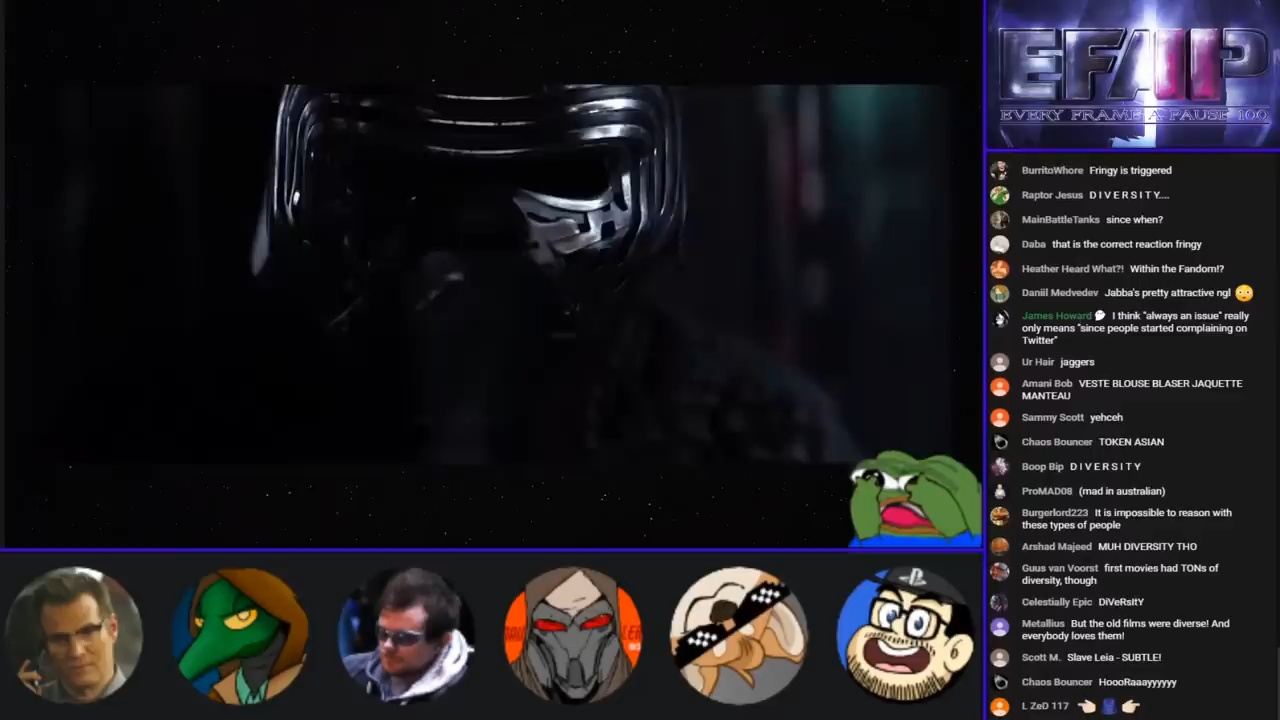 EFAP
EVERY FRAME A PAUSE 100
BurritoWhore Fringy is triggered
Raptor Jesus D I V E R S I T Y....
MainBattleTanks since when?
Daba that is the correct reaction fringy
Heather Heard What?! Within the Fandom!?
Daniil Medvedev Jabba's pretty attractive ngl 😳
James Howard I think "always an issue" really
only means "since people started complaining on
Twitter"
Ur Hair jaggers
Amani Bob VESTE BLOUSE BLASER JAQUETTE
MANTEAU
Sammy Scott yehceh
Chaos Bouncer TOKEN ASIAN
Boop Bip D I V E R S I T Y
ProMAD08 (mad in australian)
Burgerlord223 It is impossible to reason with
these types of people
Arshad Majeed MUH DIVERSITY THO
Guus van Voorst first movies had TONs of
diversity, though
Celestially Epic DiVeRsItY
Metallius But the old films were diverse! And
everybody loves them!
Scott M. Slave Leia - SUBTLE!
Chaos Bouncer HoooRaaayyyyyy
L ZeD 117